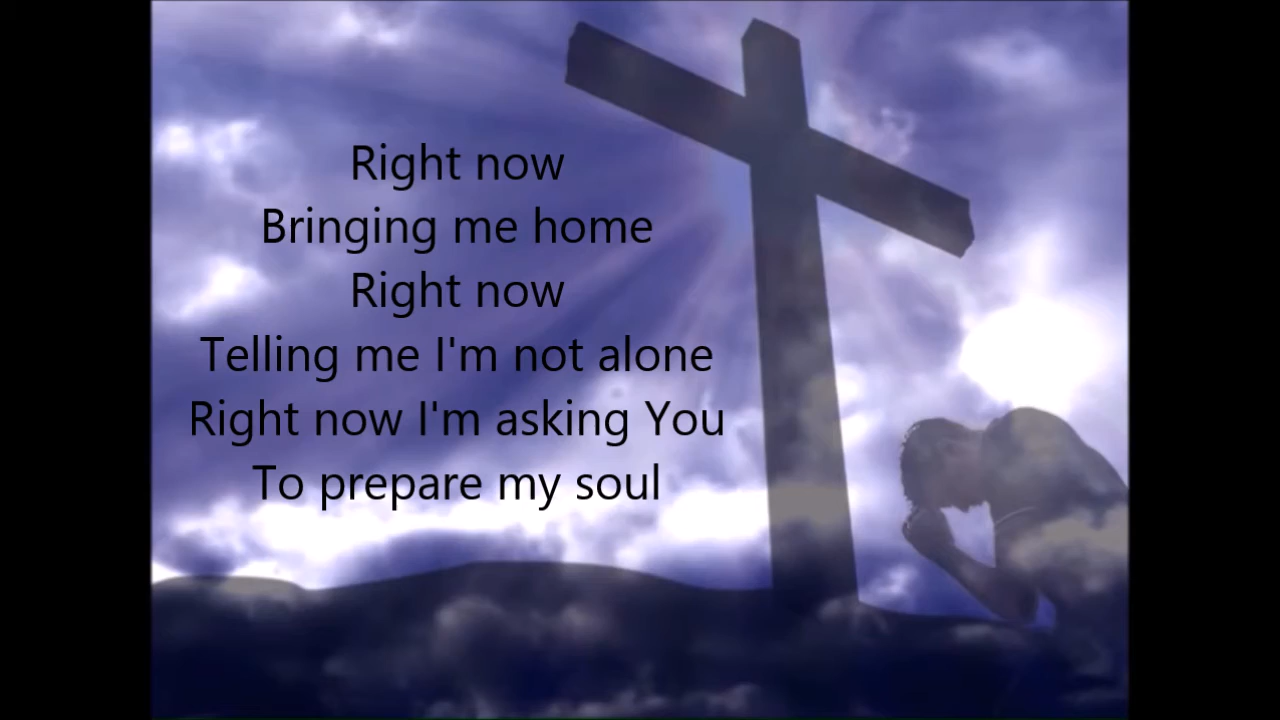 Right now
Bringing me home
Right now
Telling me I'm not alone
Right now I'm asking You
To prepare my soul